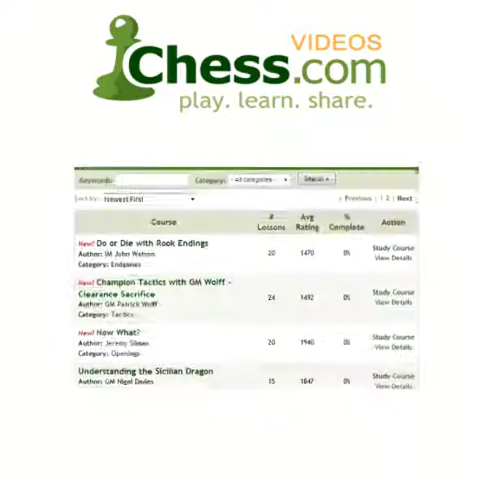 VIDEOS
Chess.com
play. learn. share.
Keywords: Category: - All categories - Search »
Sort by: Newest First ‹ Previous | 1 2 | Next ›
Course # Lessons Avg Rating % Complete Action
New! Do or Die with Rook Endings
Author: IM John Watson 20 1470 0% Study Course
Category: Endgames View Details
New! Champion Tactics with GM Wolff -
Clearance Sacrifice
Author: GM Patrick Wolff 24 1492 0% Study Course
Category: Tactics View Details
New! Now What?
Author: Jeremy Silman 20 1940 0% Study Course
Category: Openings View Details
Understanding the Sicilian Dragon
Author: GM Nigel Davies 15 1847 0% Study Course
View Details